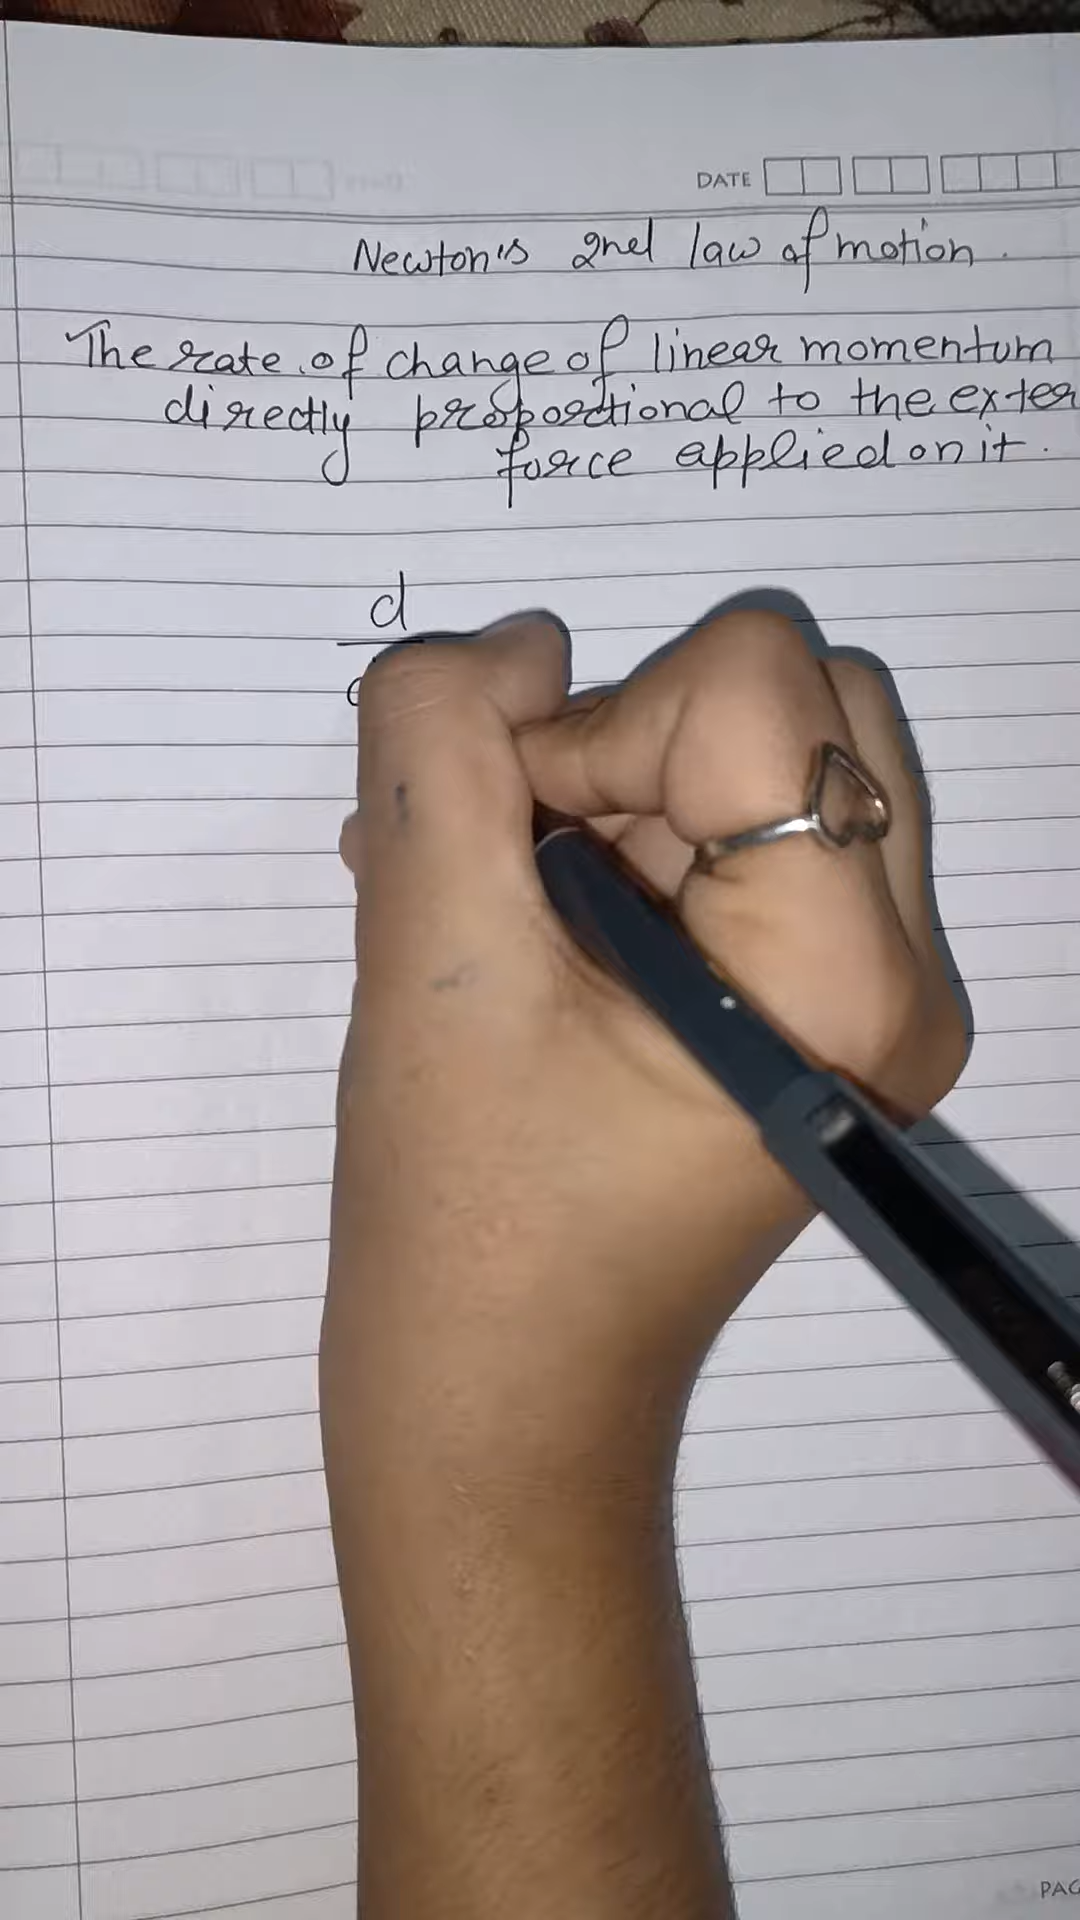 DATE
Newton's 2nd law of motion.
The rate of change of linear momentum
directly proportional to the exter
force applied on it.
d
PAG